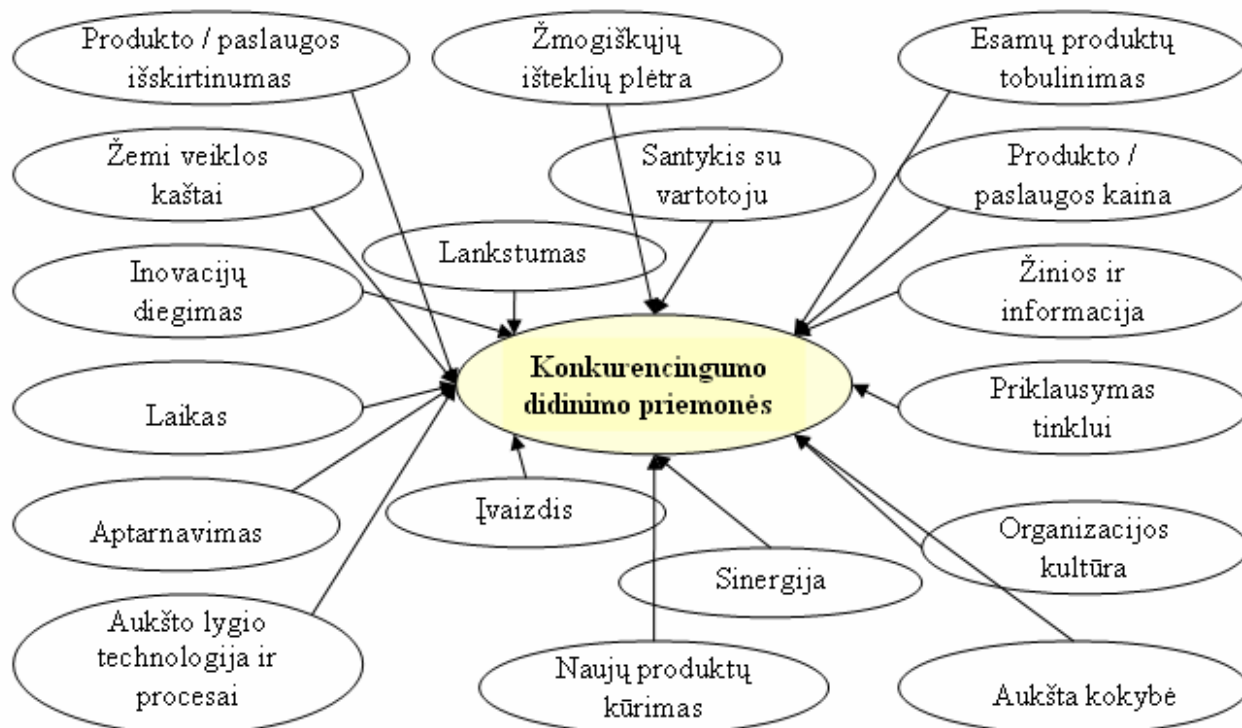 Produkto / paslaugos
išskirtinumas
Žmogiškųjų
išteklių plėtra
Esamų produktų
tobulinimas
Žemi veiklos
kaštai
Santykis su
vartotoju
Produkto /
paslaugos kaina
Lankstumas
Inovacijų
diegimas
Žinios ir
informacija
Konkurencingumo
didinimo priemonės
Laikas
Priklausymas
tinklui
Aptarnavimas
Įvaizdis
Organizacijos
kultūra
Sinergija
Aukšto lygio
technologija ir
procesai
Naujų produktų
kūrimas
Aukšta kokybė